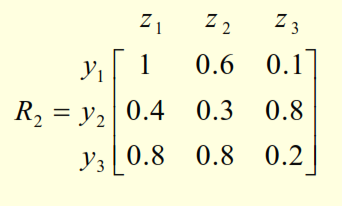 z₁ z₂ z₃
y₁ 1 0.6 0.1
R₂ = y₂ 0.4 0.3 0.8
y₃ 0.8 0.8 0.2